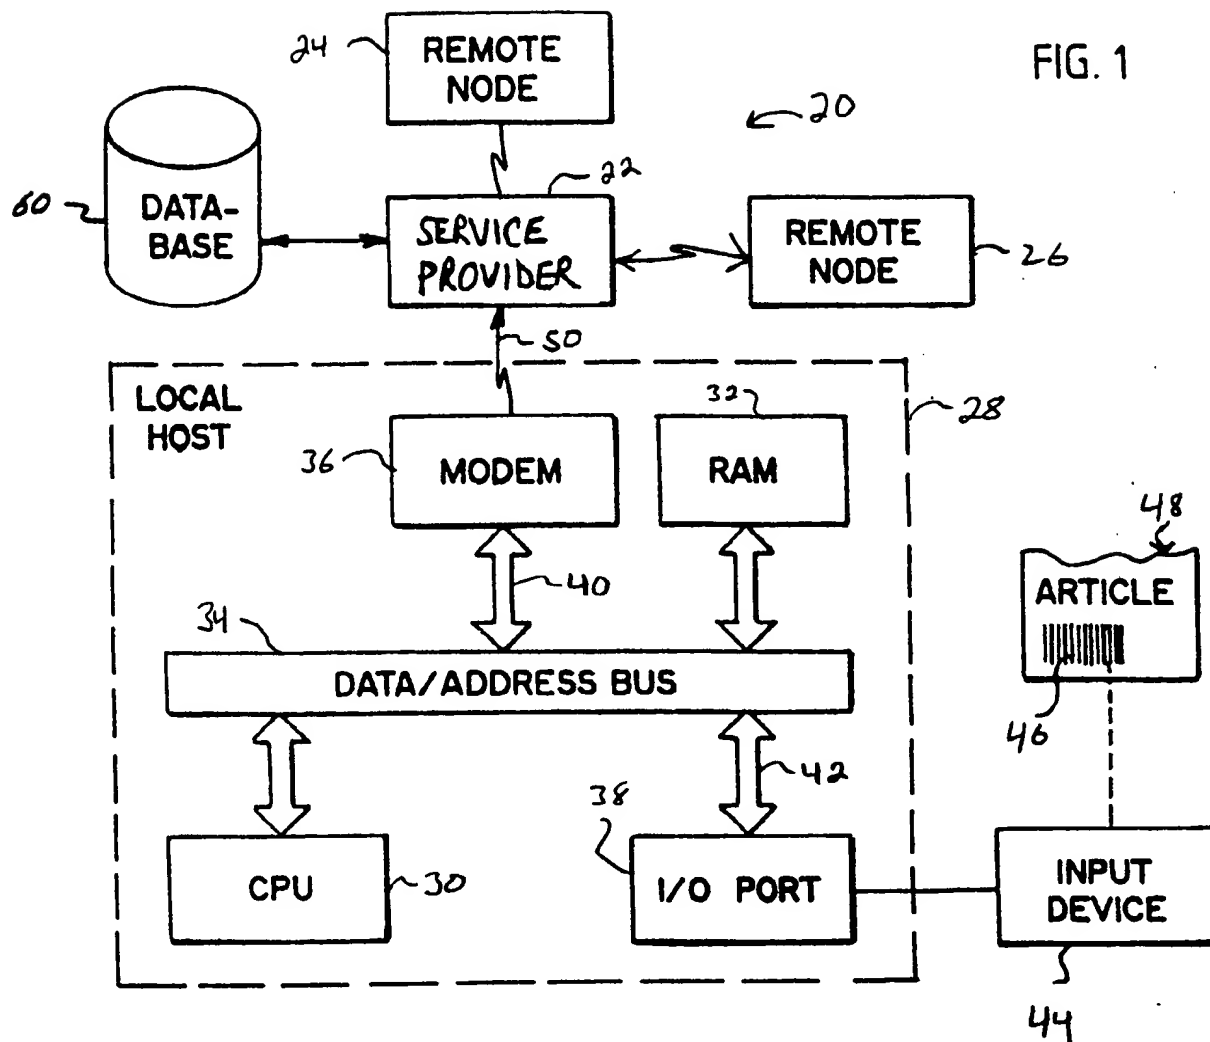 24
REMOTE
NODE
FIG. 1
20
60
DATA-
BASE
22
SERVICE
PROVIDER
REMOTE
NODE
26
50
LOCAL
HOST
28
36
MODEM
32
RAM
40
48
ARTICLE
46
34
DATA/ADDRESS BUS
42
38
CPU
30
I/O PORT
INPUT
DEVICE
44